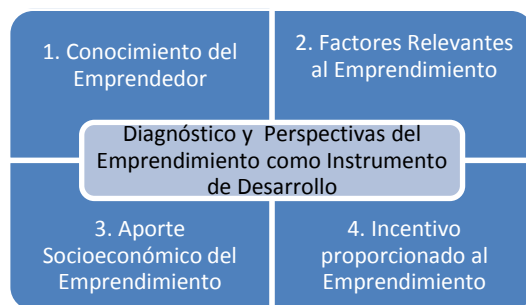 1. Conocimiento del
Emprendedor
2. Factores Relevantes
al Emprendimiento
Diagnóstico y Perspectivas del
Emprendimiento como Instrumento
de Desarrollo
3. Aporte
Socioeconómico del
Emprendimiento
4. Incentivo
proporcionado al
Emprendimiento